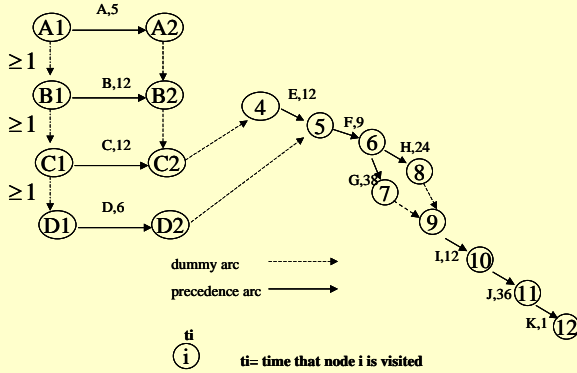 A,5
A1 A2
≥1
B,12
B1 B2
≥1
C,12
C1 C2
≥1
D,6
D1 D2
4
E,12
5
F,9
6
H,24
8
G,38
7
9
I,12
10
J,36
11
K,1
12
dummy arc
precedence arc
ti
i
ti= time that node i is visited